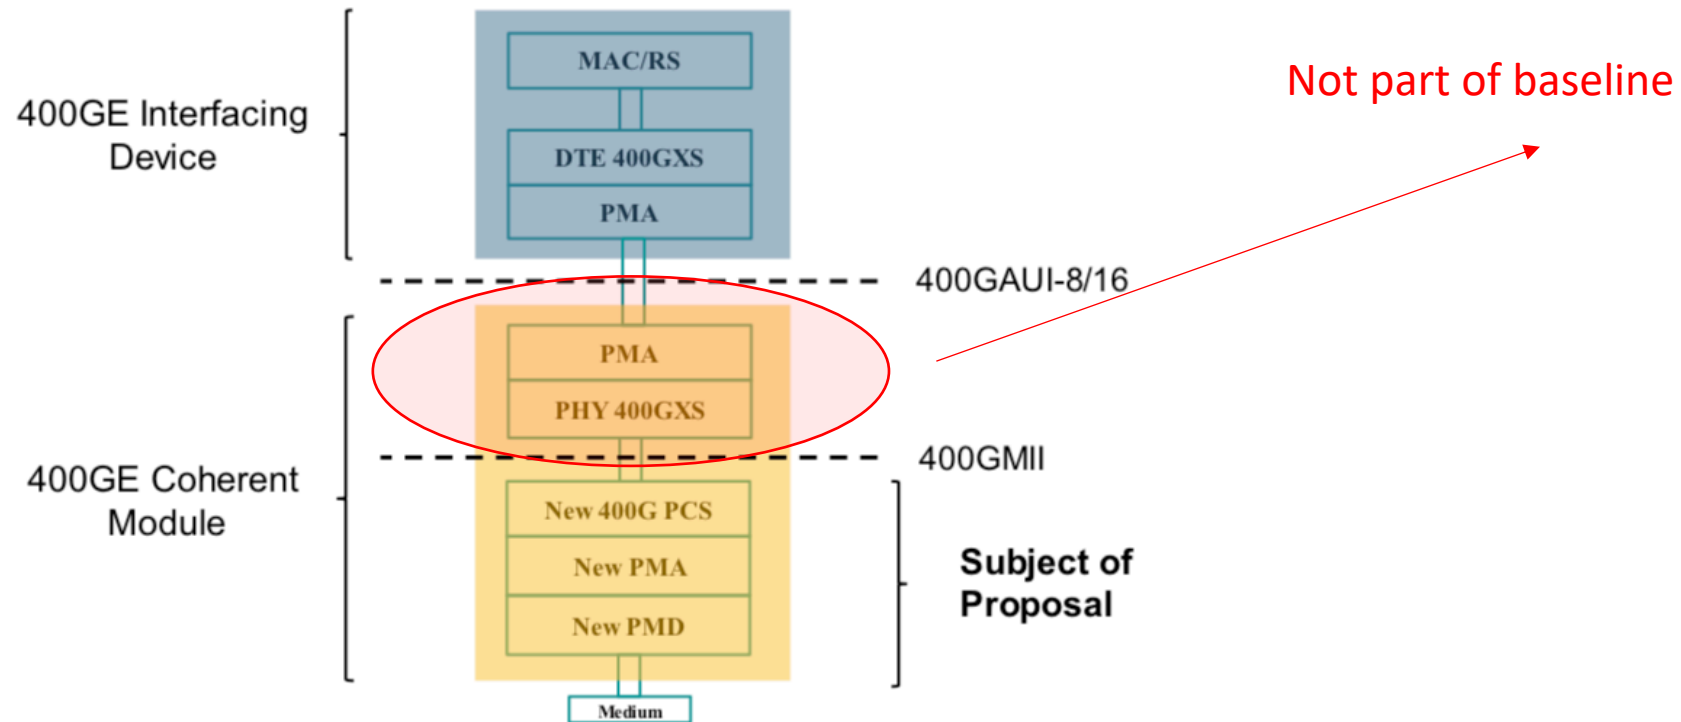 MAC/RS
Not part of baseline
400GE Interfacing
Device
DTE 400GXS
PMA
400GAUI-8/16
PMA
PHY 400GXS
400GMII
400GE Coherent
Module
New 400G PCS
New PMA
New PMD
Subject of
Proposal
Medium